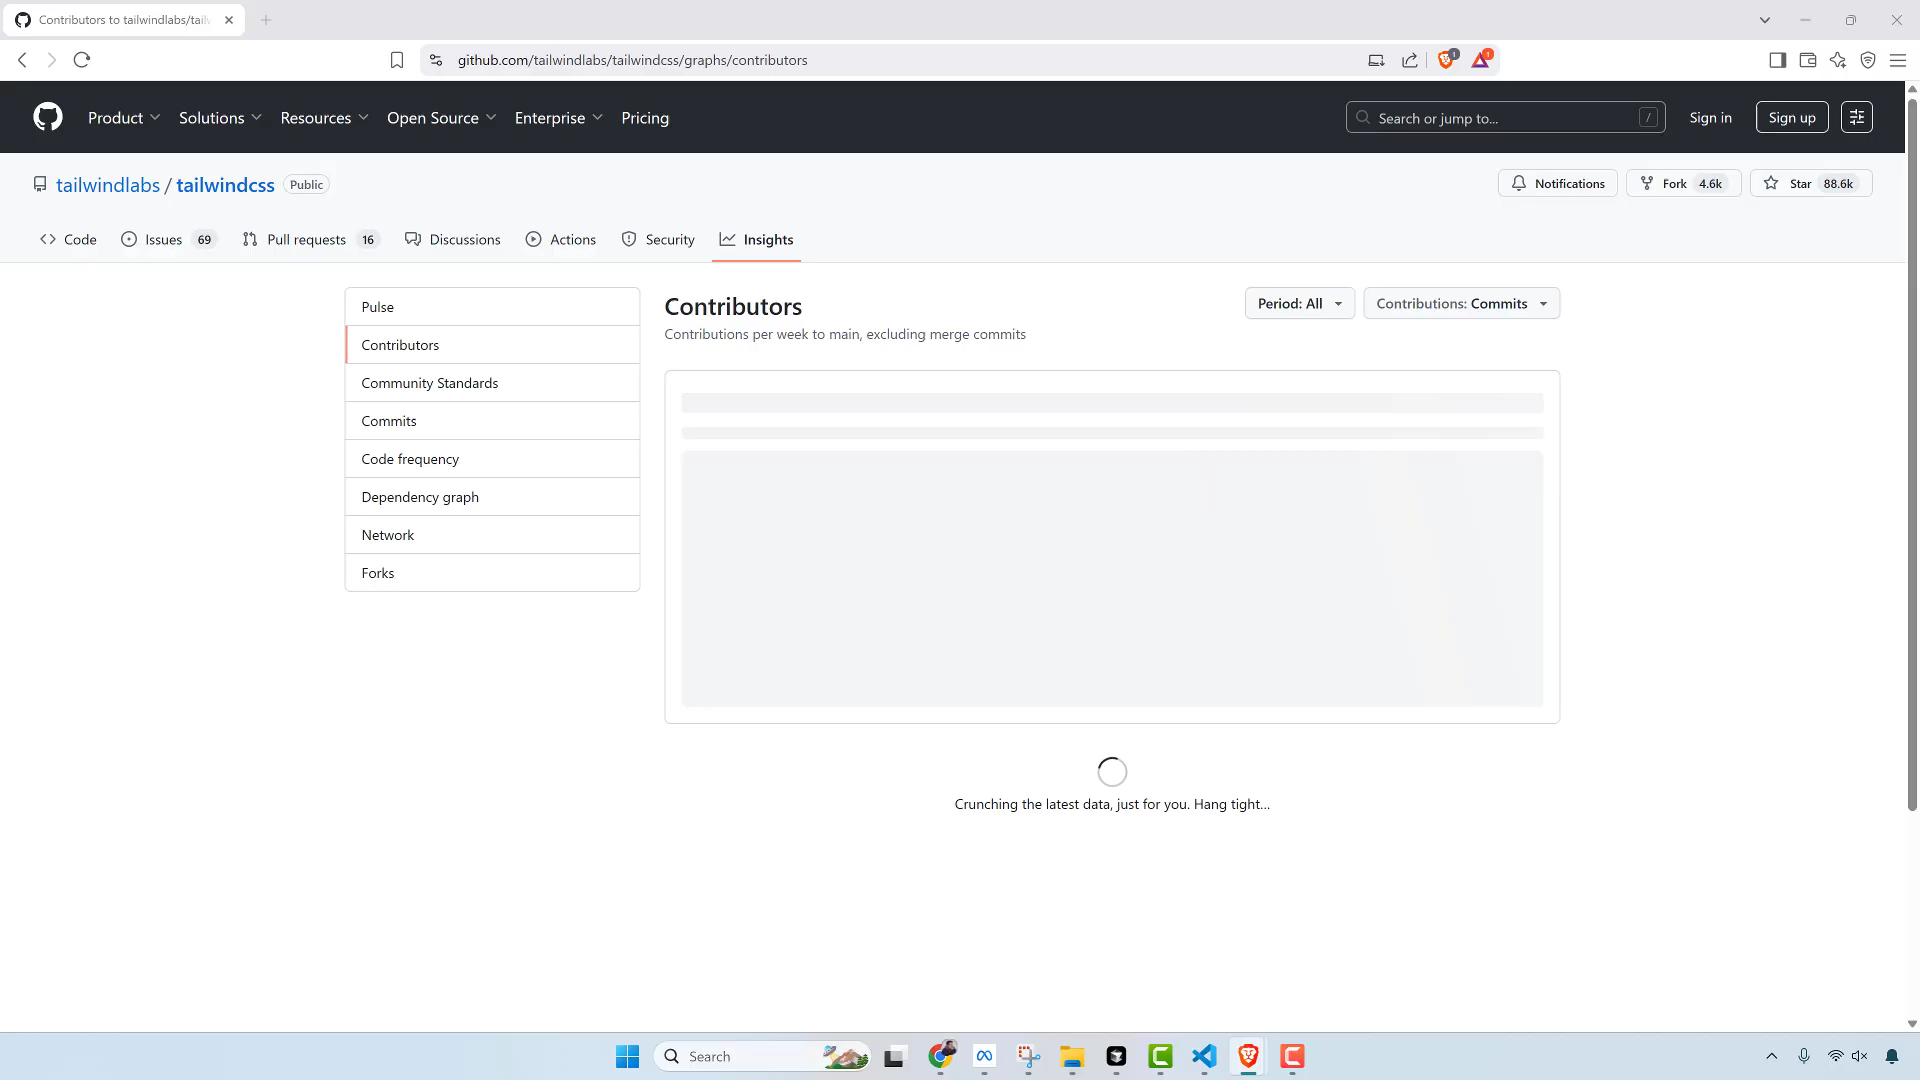 Contributors to tailwindlabs/tail
github.com/tailwindlabs/tailwindcss/graphs/contributors
1
1
Product
Solutions
Resources
Open Source
Enterprise
Pricing
Search or jump to...
/
Sign in
Sign up
tailwindlabs / tailwindcss
Public
Notifications
Fork 4.6k
Star 88.6k
Code
Issues 69
Pull requests 16
Discussions
Actions
Security
Insights
Pulse
Contributors
Community Standards
Commits
Code frequency
Dependency graph
Network
Forks
Contributors
Period: All
Contributions: Commits
Contributions per week to main, excluding merge commits
Crunching the latest data, just for you. Hang tight...
Search